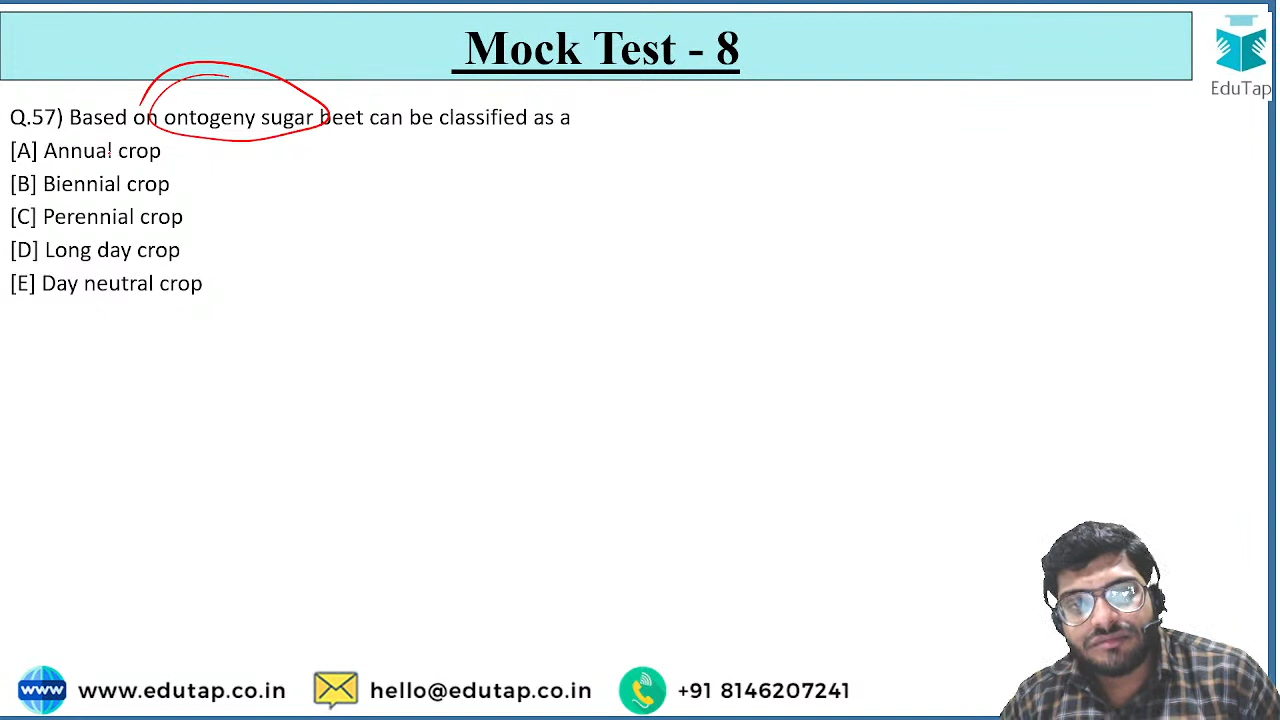 Mock Test - 8
EduTap
Q.57) Based on ontogeny sugar beet can be classified as a
[A] Annual crop
[B] Biennial crop
[C] Perennial crop
[D] Long day crop
[E] Day neutral crop
www www.edutap.co.in hello@edutap.co.in +91 8146207241